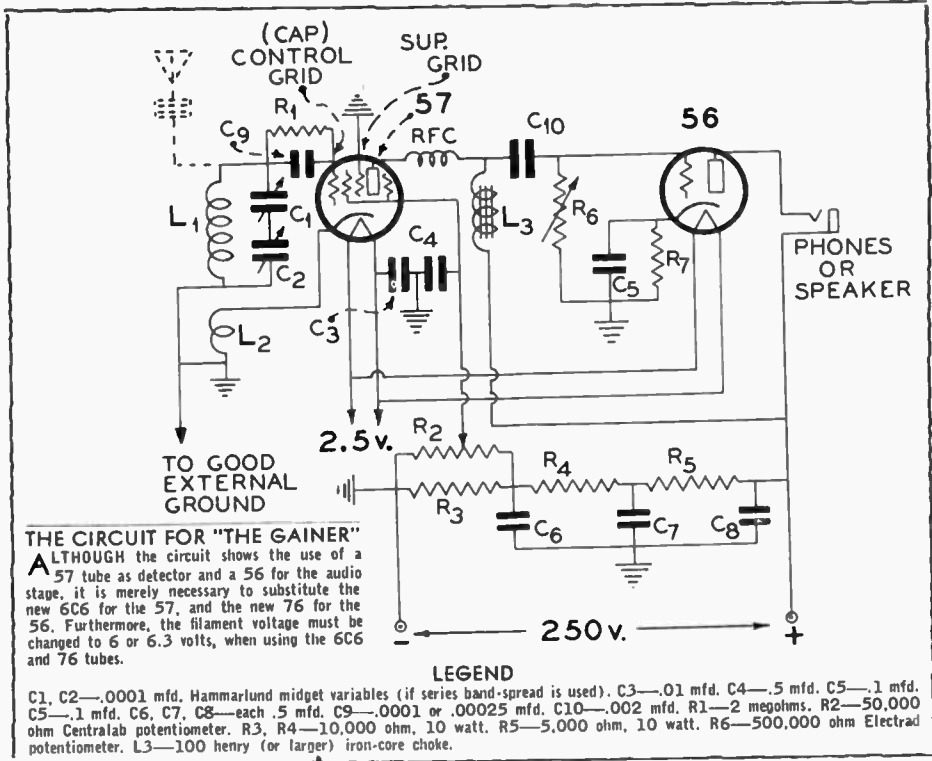 (CAP)
CONTROL
GRID
SUP.
GRID
57
R1
C9
RFC
C10
56
L1
C1
C2
C4
L3
R6
C5
R7
PHONES
OR
SPEAKER
C3
L2
2.5 v.
R2
TO GOOD
EXTERNAL
GROUND
R3
R4
R5
C6
C7
C8
THE CIRCUIT FOR "THE GAINER"
ALTHOUGH the circuit shows the use of a
57 tube as detector and a 56 for the audio
stage, it is merely necessary to substitute the
new 6C6 for the 57, and the new 76 for the
56. Furthermore, the filament voltage must be
changed to 6 or 6.3 volts, when using the 6C6
and 76 tubes.
- 250 v. +
LEGEND
C1, C2—.0001 mfd. Hammarlund midget variables (if series band-spread is used). C3—.01 mfd. C4—.5 mfd. C5—.1 mfd.
C5—.1 mfd. C6, C7, C8—each .5 mfd. C9—.0001 or .00025 mfd. C10—.002 mfd. R1—2 megohms. R2—50,000
ohm Centralab potentiometer. R3, R4—10,000 ohm, 10 watt. R5—5,000 ohm, 10 watt. R6—500,000 ohm Electrad
potentiometer. L3—100 henry (or larger) iron-core choke.